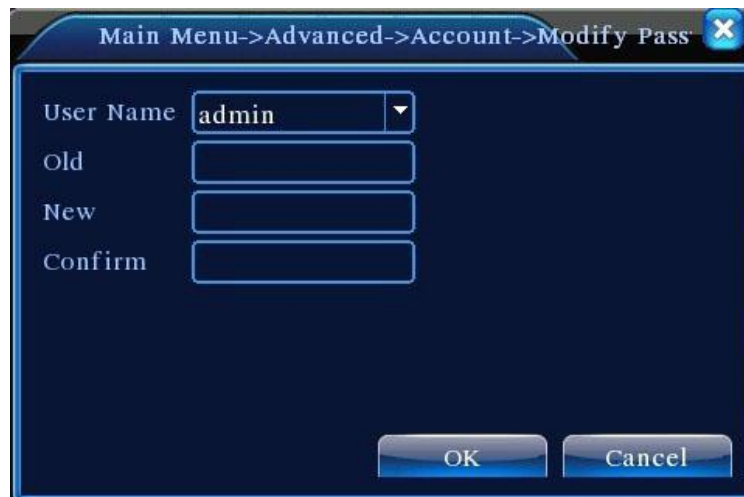 Main Menu->Advanced->Account->Modify Pass
User Name admin
Old
New
Confirm
OK Cancel